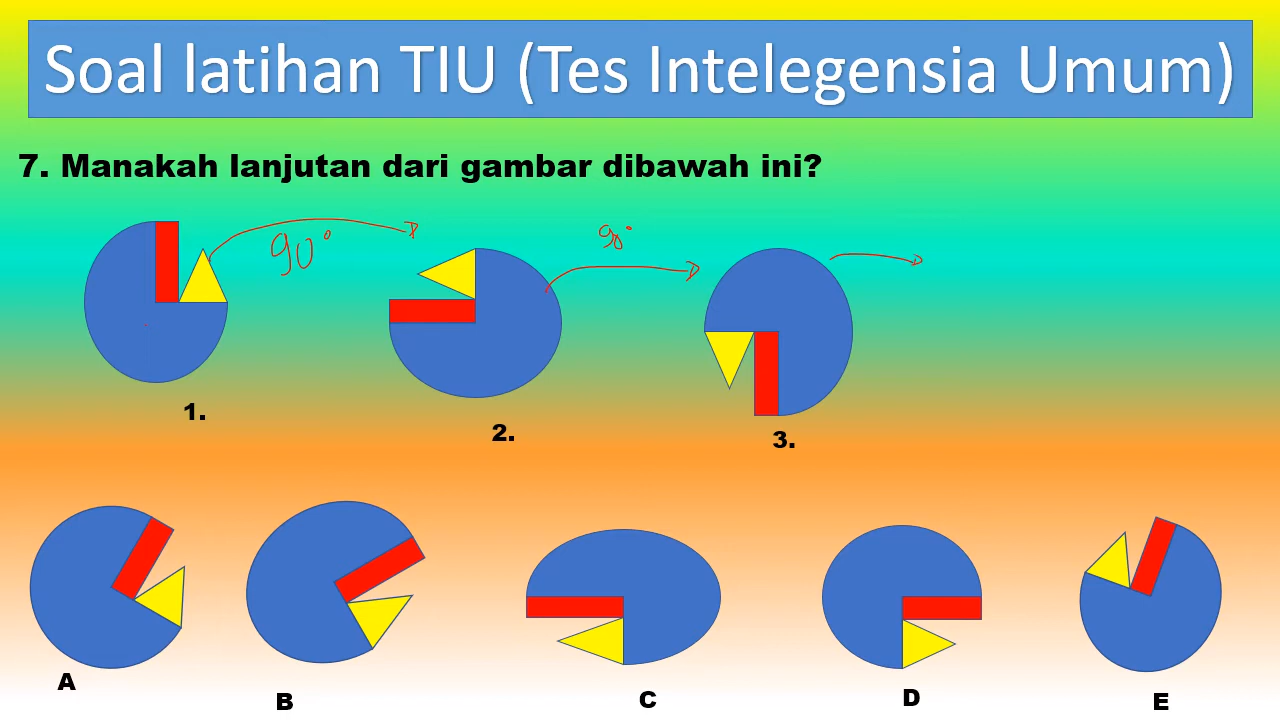 Soal latihan TIU (Tes Intelegensia Umum)
7. Manakah lanjutan dari gambar dibawah ini?
90°
90°
1.
2.
3.
A
B
C
D
E